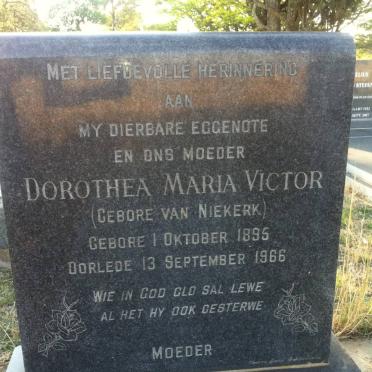 MET LIEFDEVOLLE HERINNERING
AAN
MY DIERBARE EGGENOTE
EN ONS MOEDER
DOROTHEA MARIA VICTOR
(GEBORE VAN NIEKERK)
GEBORE 1 OKTOBER 1895
OORLEDE 13 SEPTEMBER 1966
WIE IN GOD GLO SAL LEWE
AL HET HY OOK GESTERWE
MOEDER